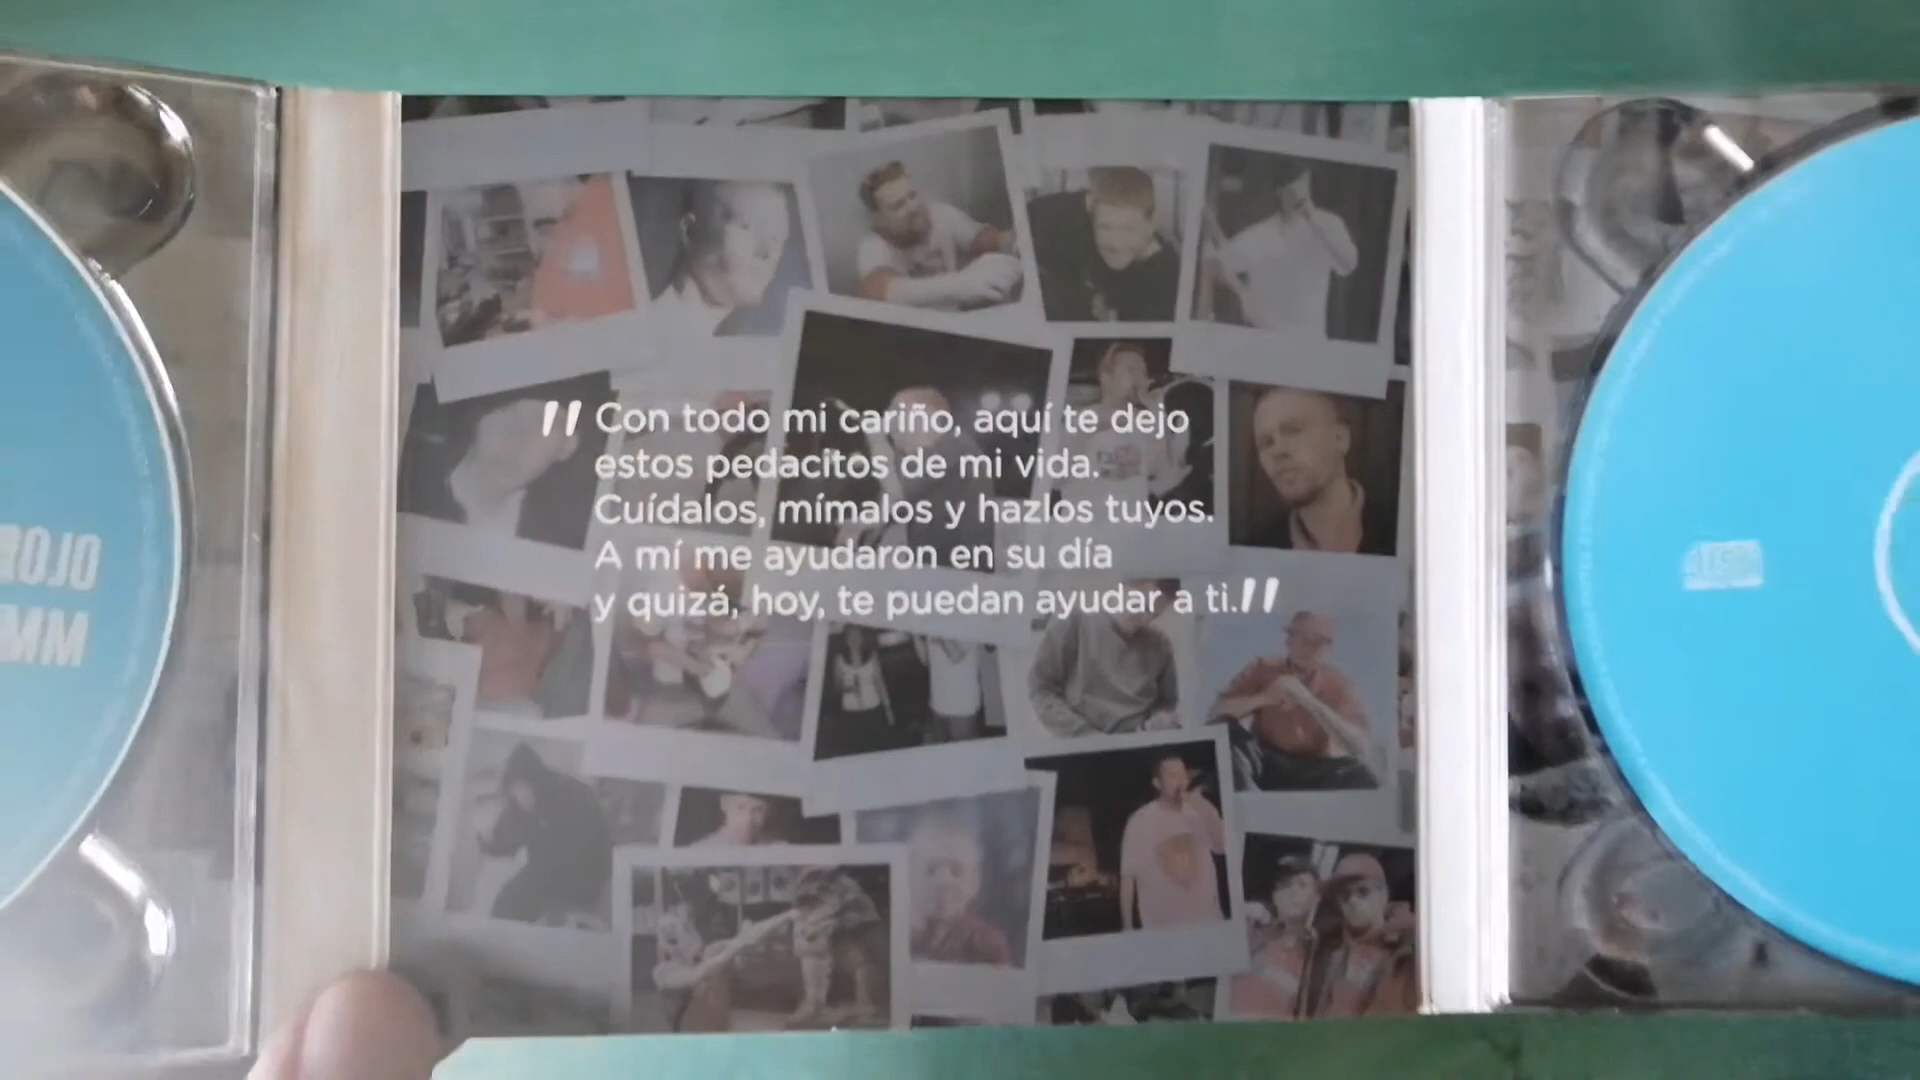 "Con todo mi cariño, aquí te dejo
estos pedacitos de mi vida.
Cuídalos, mímalos y hazlos tuyos.
A mí me ayudaron en su día
y quizá, hoy, te puedan ayudar a ti."